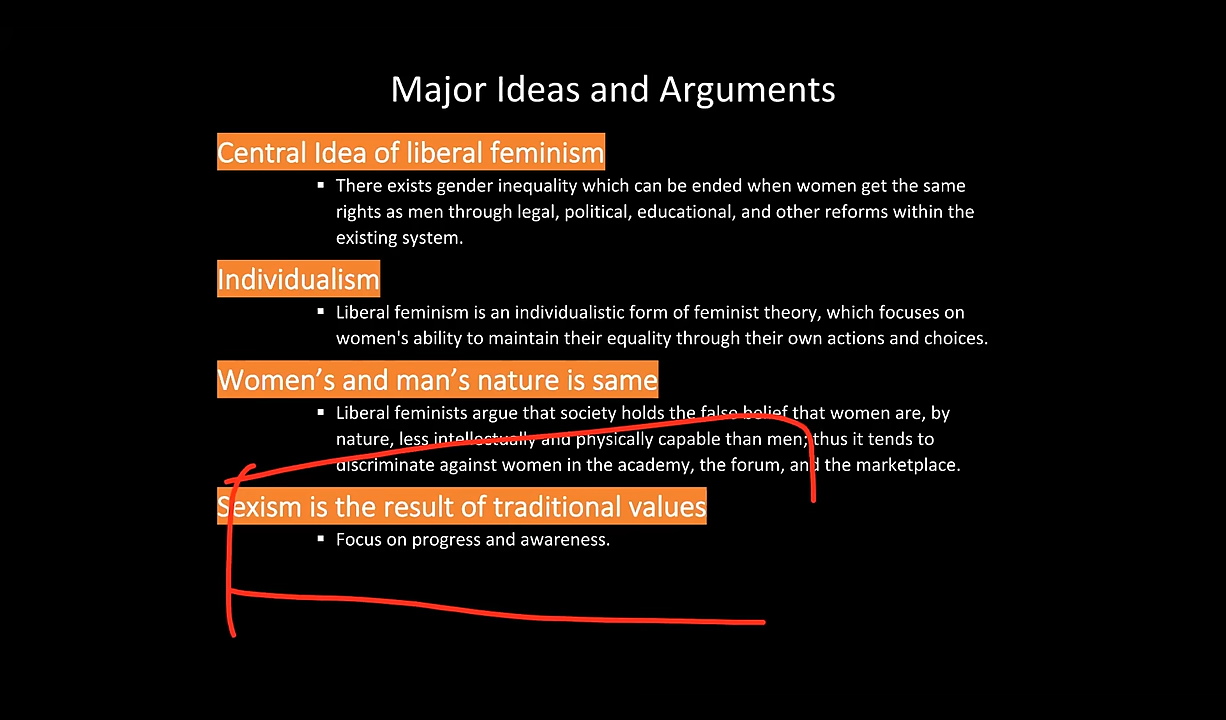 Major Ideas and Arguments
Central Idea of liberal feminism
▪ There exists gender inequality which can be ended when women get the same
rights as men through legal, political, educational, and other reforms within the
existing system.
Individualism
▪ Liberal feminism is an individualistic form of feminist theory, which focuses on
women's ability to maintain their equality through their own actions and choices.
Women’s and man’s nature is same
▪ Liberal feminists argue that society holds the false belief that women are, by
nature, less intellectually and physically capable than men; thus it tends to
discriminate against women in the academy, the forum, and the marketplace.
Sexism is the result of traditional values
▪ Focus on progress and awareness.